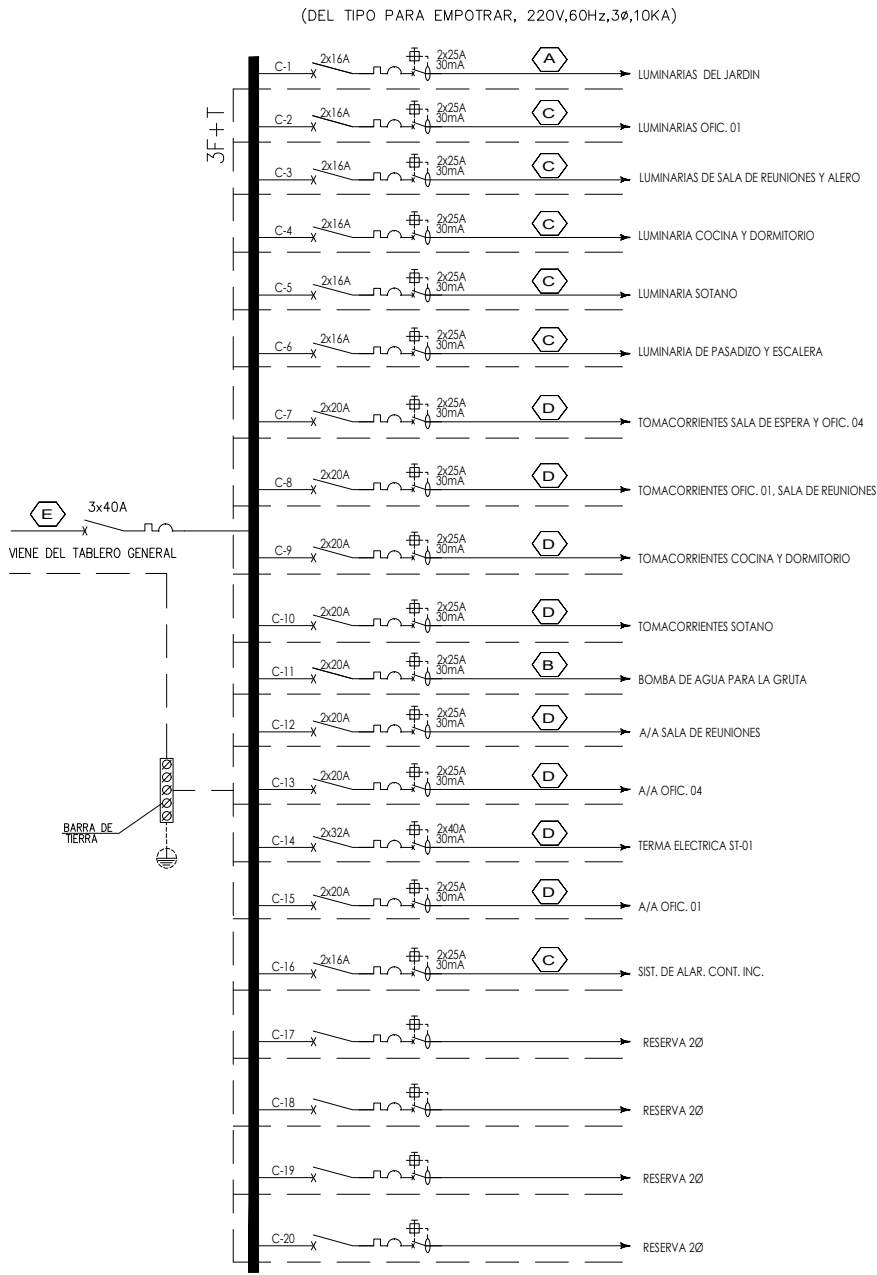 (DEL TIPO PARA EMPOTRAR, 220V,60Hz,3ø,10KA)
3F+T
C-1 2x16A 2x25A 30mA A LUMINARIAS DEL JARDIN
C-2 2x16A 2x25A 30mA C LUMINARIAS OFIC. 01
C-3 2x16A 2x25A 30mA C LUMINARIAS DE SALA DE REUNIONES Y ALERO
C-4 2x16A 2x25A 30mA C LUMINARIA COCINA Y DORMITORIO
C-5 2x16A 2x25A 30mA C LUMINARIA SOTANO
C-6 2x16A 2x25A 30mA C LUMINARIA DE PASADIZO Y ESCALERA
C-7 2x20A 2x25A 30mA D TOMACORRIENTES SALA DE ESPERA Y OFIC. 04
C-8 2x20A 2x25A 30mA D TOMACORRIENTES OFIC. 01, SALA DE REUNIONES
E 3x40A
VIENE DEL TABLERO GENERAL
C-9 2x20A 2x25A 30mA D TOMACORRIENTES COCINA Y DORMITORIO
C-10 2x20A 2x25A 30mA D TOMACORRIENTES SOTANO
C-11 2x20A 2x25A 30mA B BOMBA DE AGUA PARA LA GRUTA
C-12 2x20A 2x25A 30mA D A/A SALA DE REUNIONES
C-13 2x20A 2x25A 30mA D A/A OFIC. 04
BARRA DE
TIERRA
C-14 2x32A 2x40A 30mA D TERMA ELECTRICA ST-01
C-15 2x20A 2x25A 30mA D A/A OFIC. 01
C-16 2x16A 2x25A 30mA C SIST. DE ALAR. CONT. INC.
C-17 RESERVA 2Ø
C-18 RESERVA 2Ø
C-19 RESERVA 2Ø
C-20 RESERVA 2Ø